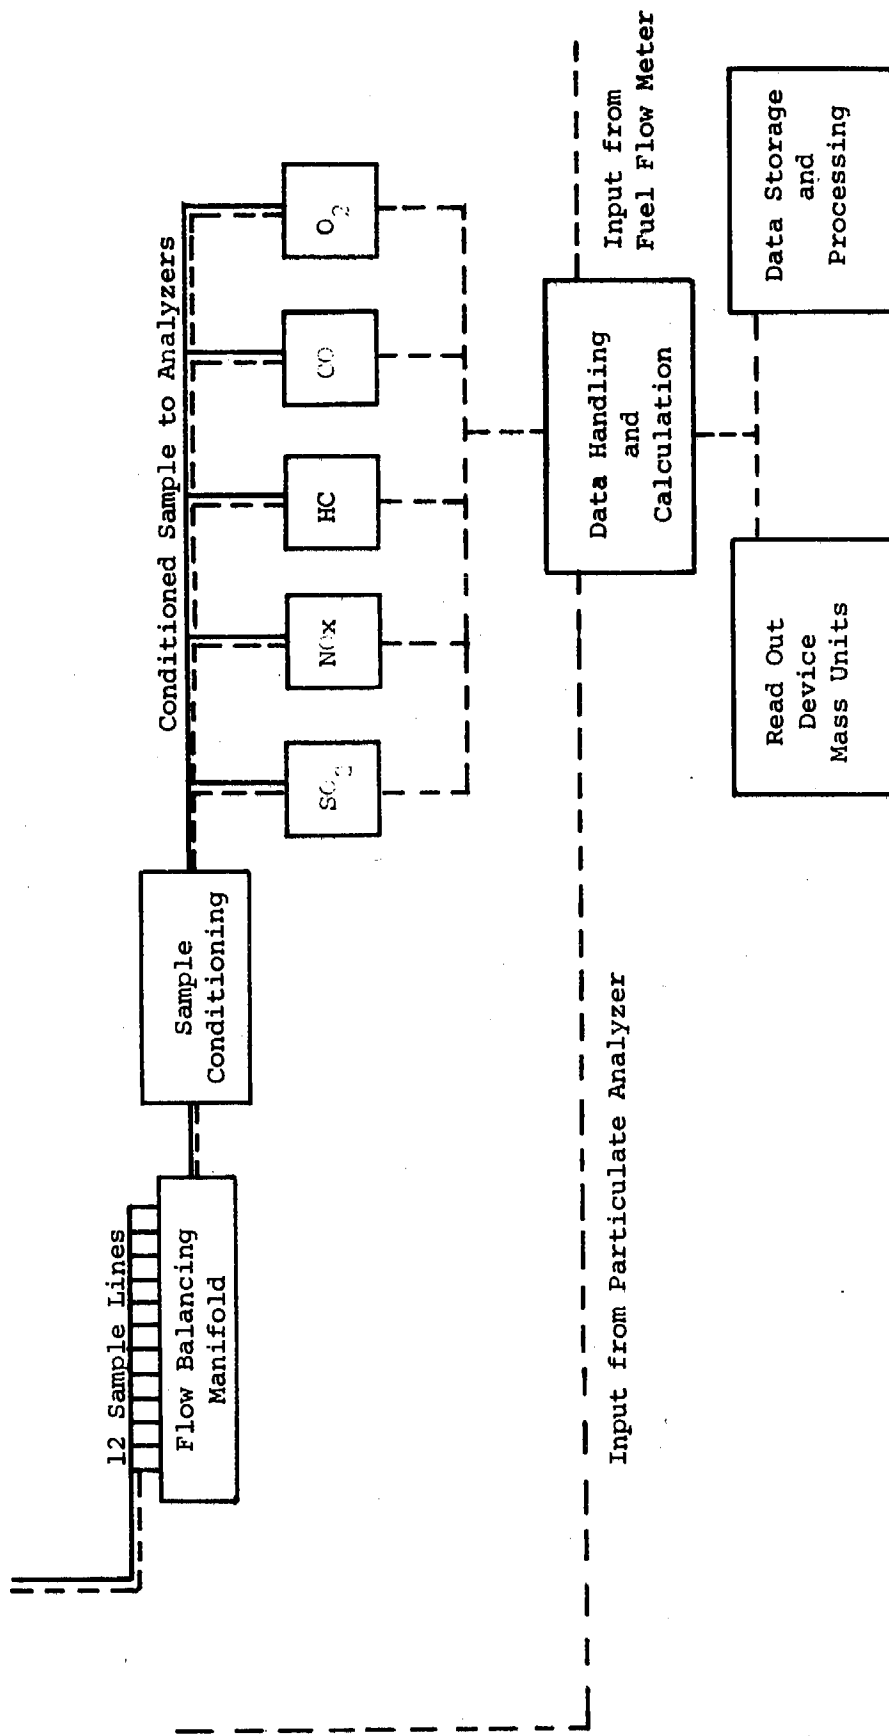 12 Sample Lines
Flow Balancing
Manifold
Sample
Conditioning
Conditioned Sample to Analyzers
SO2
NOx
HC
CO
O2
Input from Particulate Analyzer
Data Handling
and
Calculation
Input from
Fuel Flow Meter
Read Out
Device
Mass Units
Data Storage
and
Processing